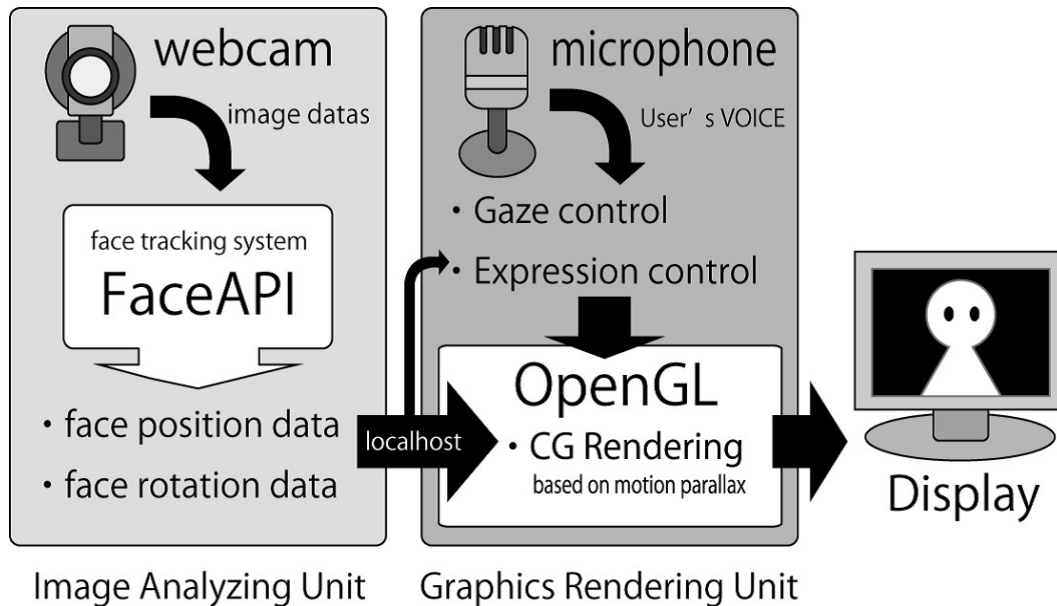 webcam
image datas
face tracking system
FaceAPI
・face position data
・face rotation data
localhost
Image Analyzing Unit
microphone
User’s VOICE
・Gaze control
・Expression control
OpenGL
・CG Rendering
based on motion parallax
Graphics Rendering Unit
Display